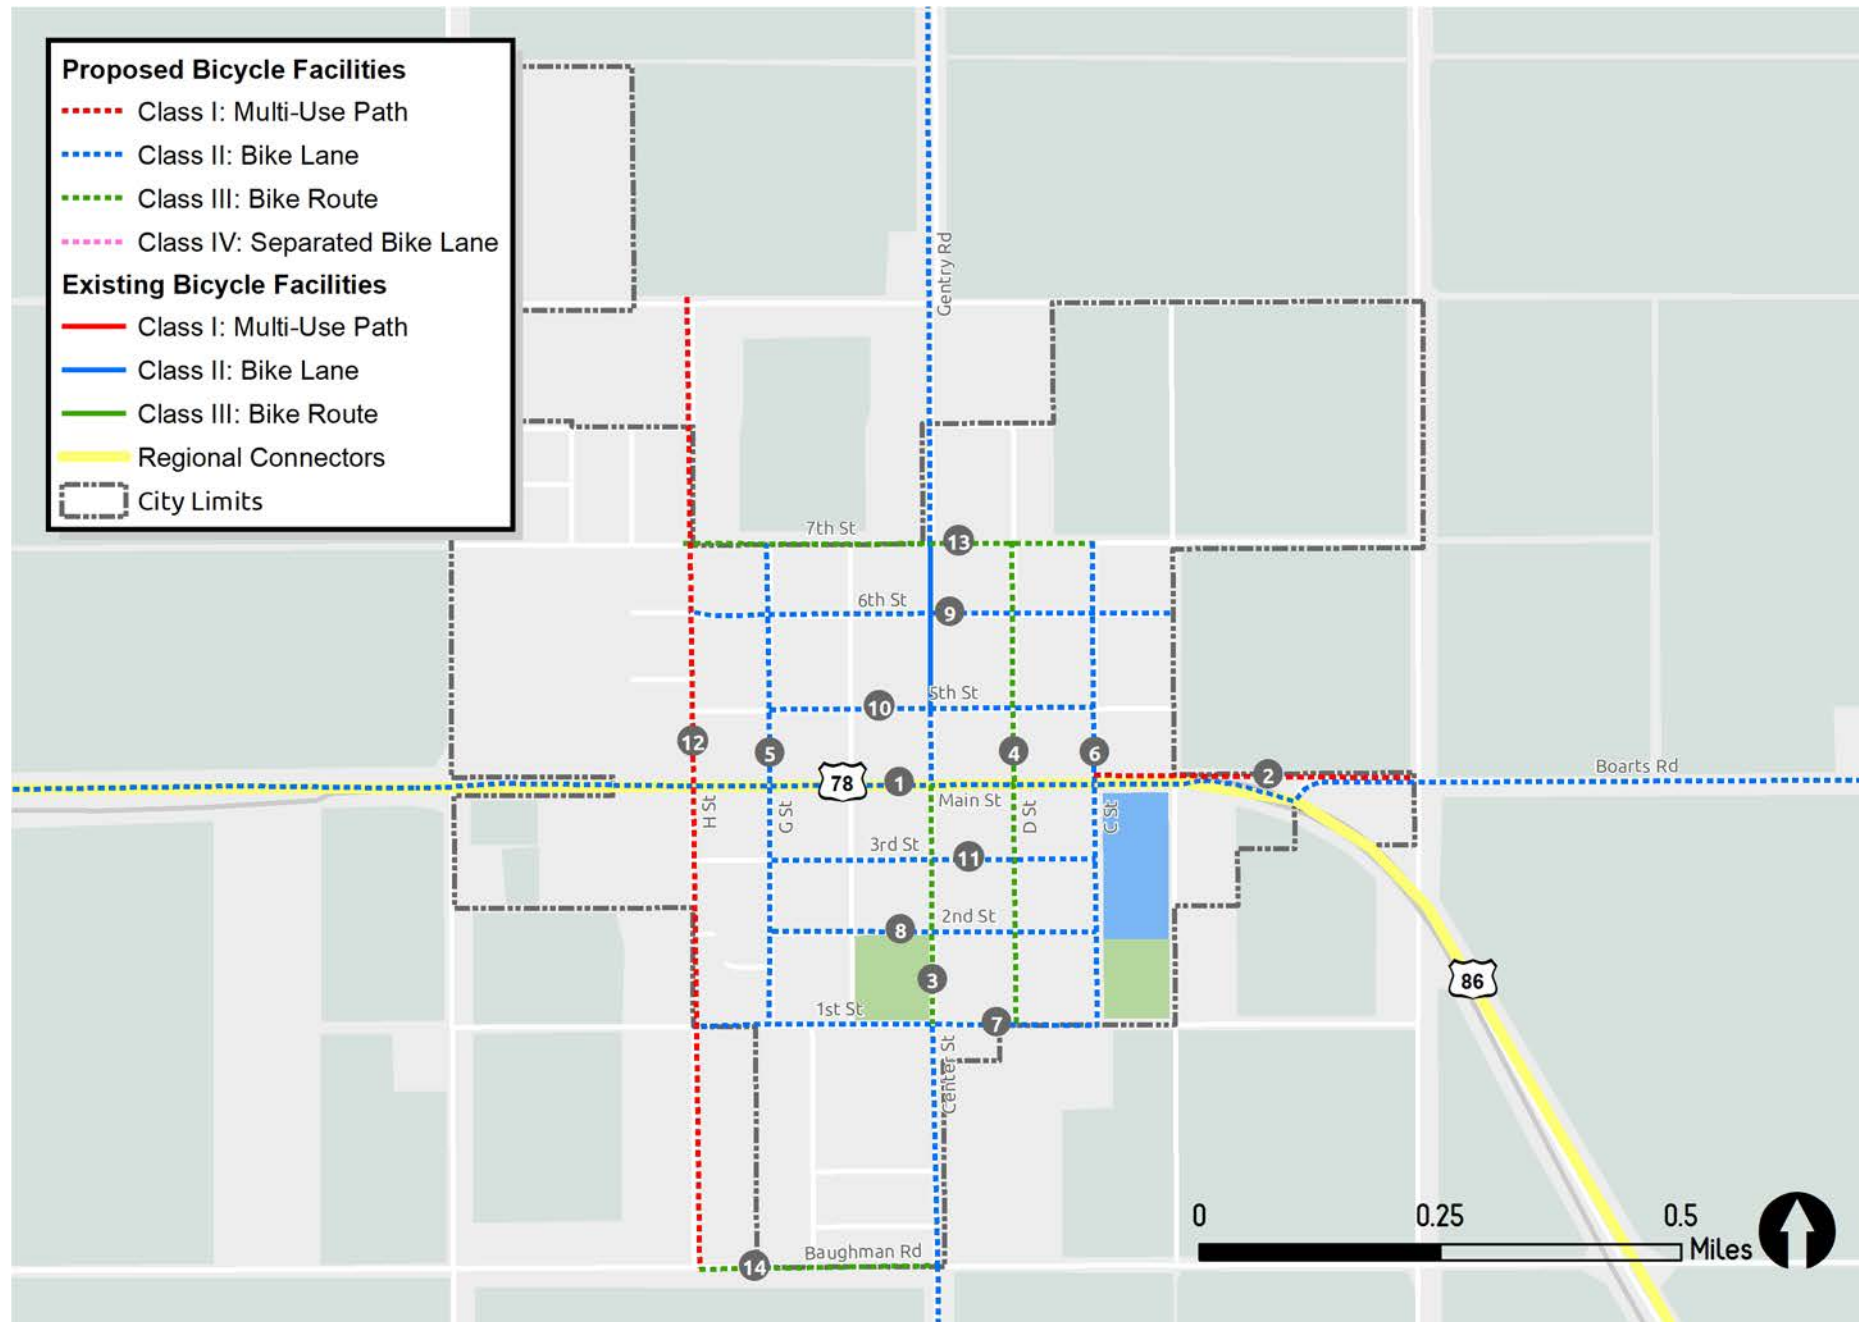 Proposed Bicycle Facilities
Class I: Multi-Use Path
Class II: Bike Lane
Class III: Bike Route
Class IV: Separated Bike Lane
Existing Bicycle Facilities
Class I: Multi-Use Path
Class II: Bike Lane
Class III: Bike Route
Regional Connectors
City Limits
Gentry Rd
7th St
13
6th St
9
5th St
10
12
5
4
6
2
Boarts Rd
78
1
Main St
H St
G St
D St
C St
3rd St
11
2nd St
8
3
86
1st St
7
Center St
Baughman Rd
14
0 0.25 0.5
Miles